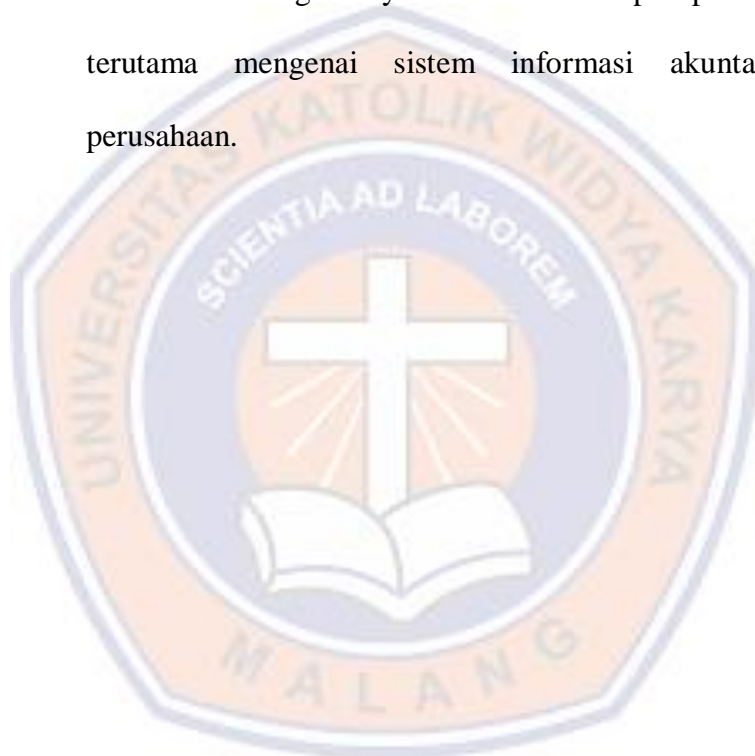 terutama mengenai sistem informasi akunta
perusahaan.
UNIVERSITAS KATOLIK WIDYA KARYA
SCIENTIA AD LABOREM
MALANG